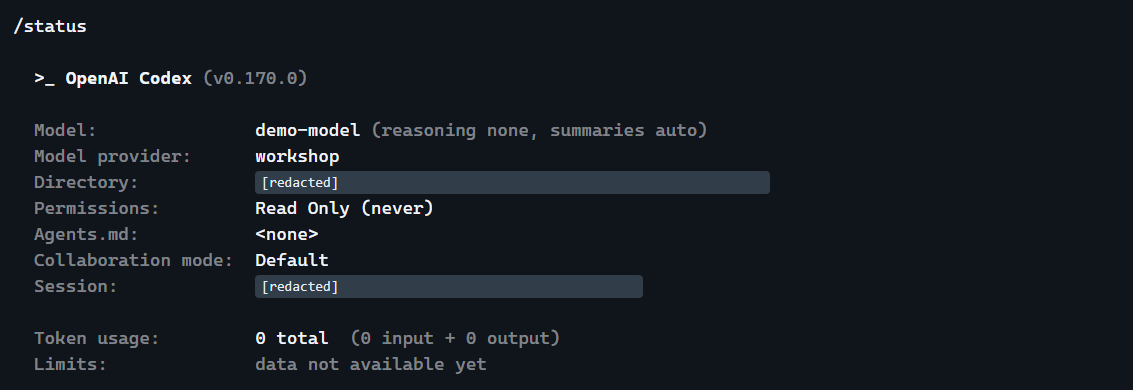 /status
>_ OpenAI Codex (v0.170.0)
Model: demo-model (reasoning none, summaries auto)
Model provider: workshop
Directory: [redacted]
Permissions: Read Only (never)
Agents.md: <none>
Collaboration mode: Default
Session: [redacted]
Token usage: 0 total (0 input + 0 output)
Limits: data not available yet